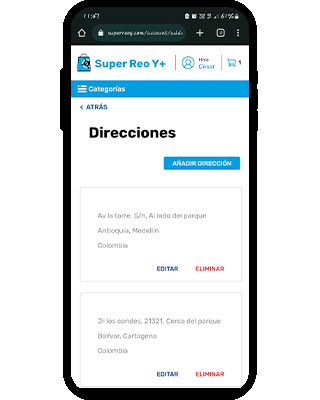 11:47
61%
superreoy.com/account/addr
Super Reo Y+
Hola
César
1
Categorías
< ATRÁS
Direcciones
AÑADIR DIRECCIÓN
Av la torre, S/n, Al lado del parque
Antioquia, Medellín
Colombia
EDITAR ELIMINAR
Jr los condes, 21321, Cerca del parque
Bolívar, Cartagena
Colombia
EDITAR ELIMINAR